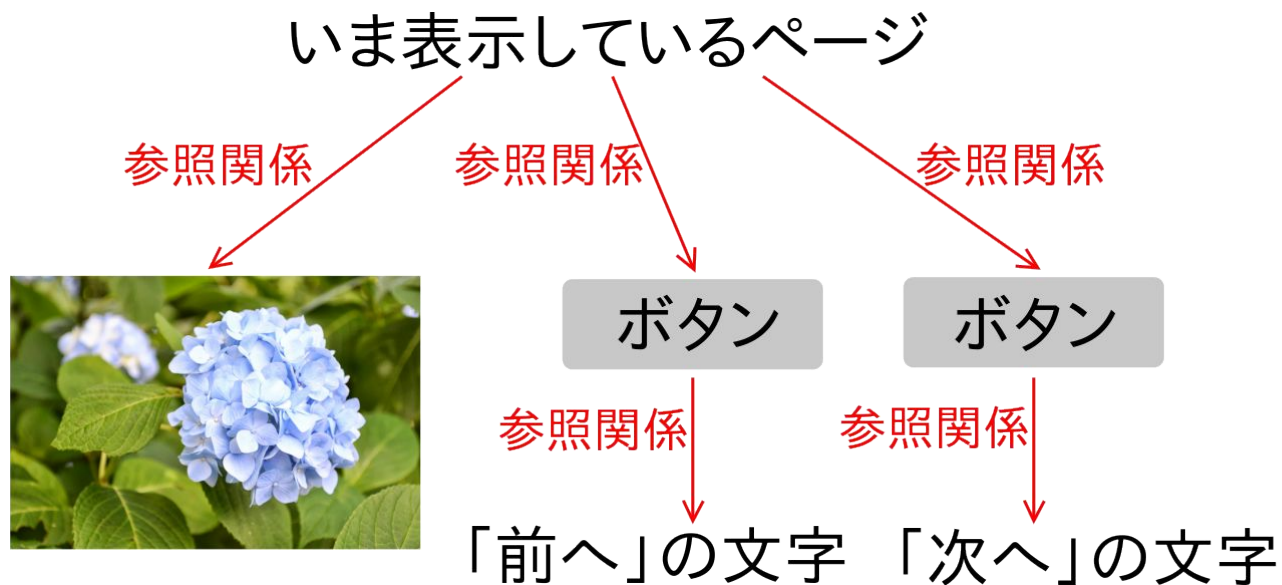 いま表示しているページ
参照関係 参照関係 参照関係
ボタン ボタン
参照関係 参照関係
「前へ」の文字 「次へ」の文字